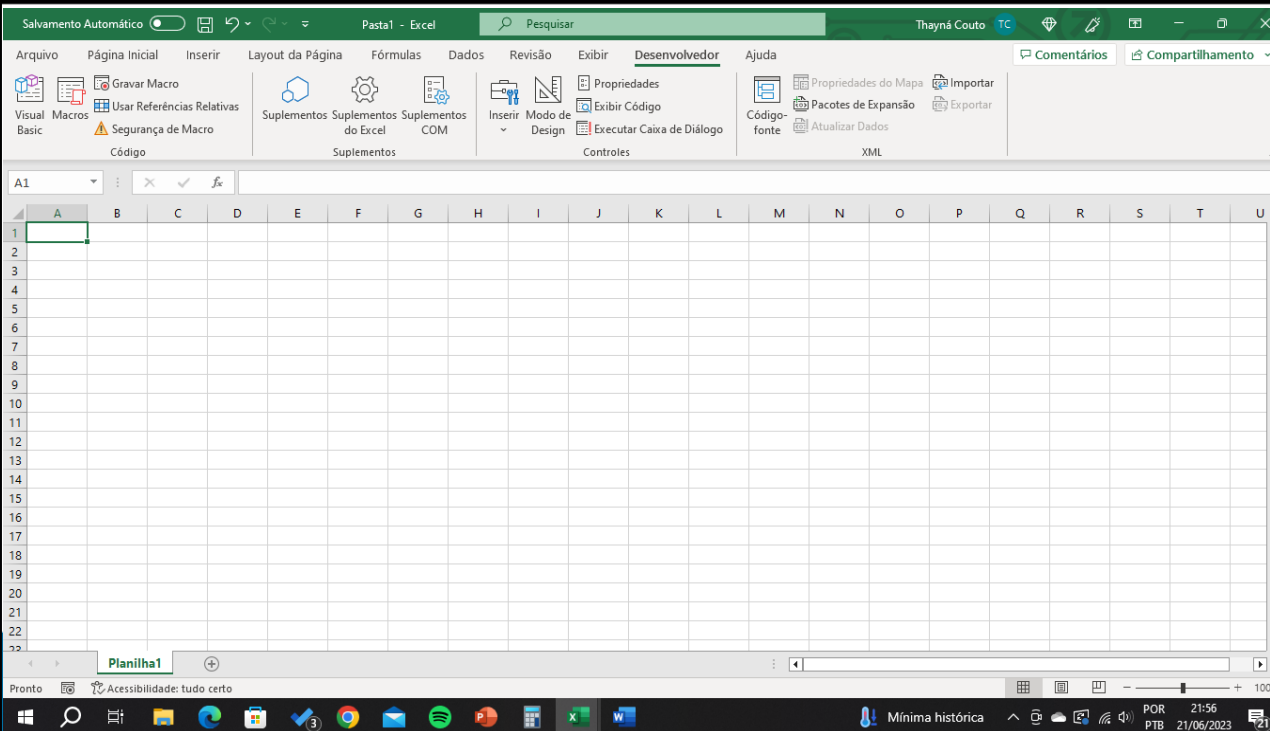 Salvamento Automático Pasta1 - Excel Pesquisar Thayná Couto TC
Arquivo Página Inicial Inserir Layout da Página Fórmulas Dados Revisão Exibir Desenvolvedor Ajuda Comentários Compartilhamento
Visual Basic
Macros
Gravar Macro
Usar Referências Relativas
Segurança de Macro
Código
Suplementos
Suplementos do Excel
Suplementos COM
Suplementos
Inserir
Modo de Design
Propriedades
Exibir Código
Executar Caixa de Diálogo
Controles
Código-fonte
Propriedades do Mapa
Pacotes de Expansão
Atualizar Dados
Importar
Exportar
XML
A1 fx
A B C D E F G H I J K L M N O P Q R S T U
1
2
3
4
5
6
7
8
9
10
11
12
13
14
15
16
17
18
19
20
21
22
23
Planilha1
Pronto Acessibilidade: tudo certo 100
3 Mínima histórica POR 21:56
PTB 21/06/2023 21